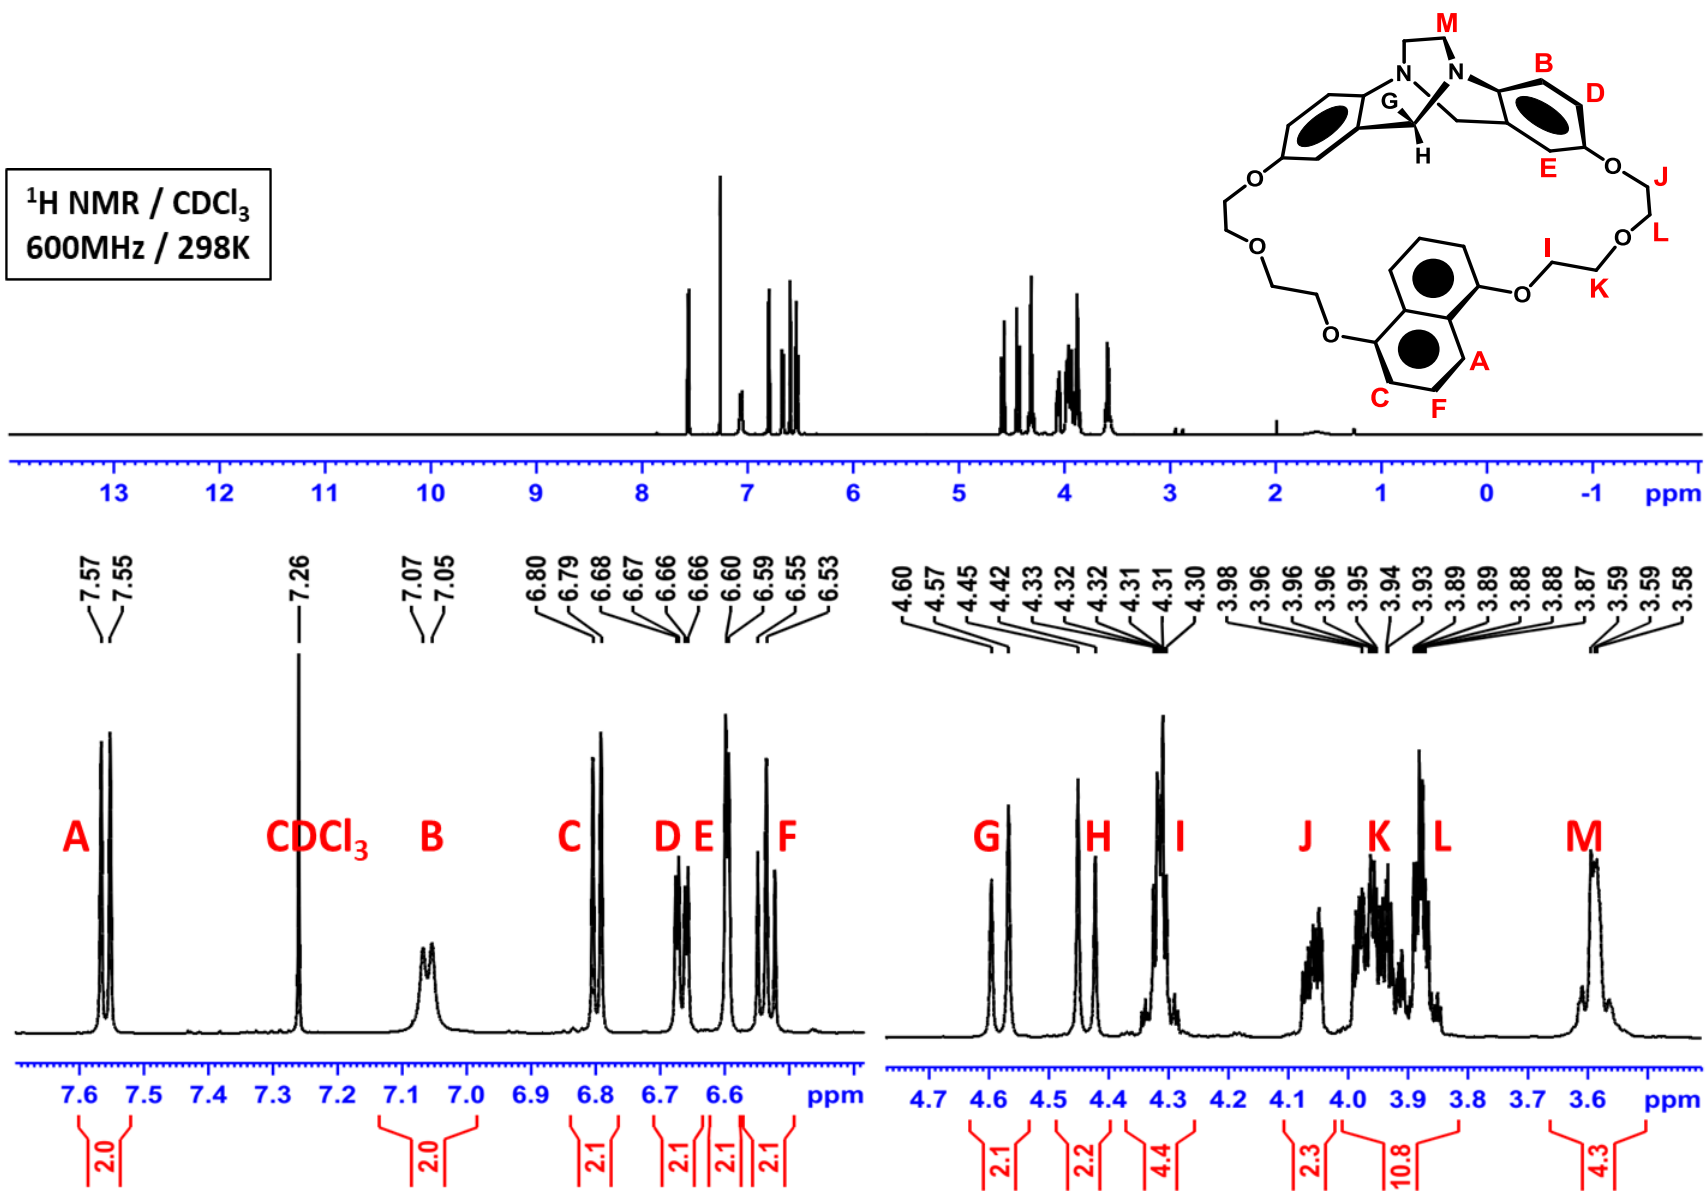 M
N
N
B
D
G
H
E
O
O
J
O
O
L
I
K
O
O
A
C
F
¹H NMR / CDCl₃
600MHz / 298K
13 12 11 10 9 8 7 6 5 4 3 2 1 0 -1 ppm
7.57 7.55 7.26 7.07 7.05 6.80 6.79 6.68 6.67 6.66 6.66 6.60 6.59 6.55 6.53
4.60 4.57 4.45 4.42 4.33 4.32 4.32 4.31 4.31 4.30 3.98 3.96 3.96 3.96 3.95 3.94 3.93 3.89 3.89 3.88 3.88 3.87 3.59 3.59 3.58
A CDCl₃ B C D E F
G H I J K L M
7.6 7.5 7.4 7.3 7.2 7.1 7.0 6.9 6.8 6.7 6.6 ppm
4.7 4.6 4.5 4.4 4.3 4.2 4.1 4.0 3.9 3.8 3.7 3.6 ppm
2.0 2.0 2.1 2.1 2.1 2.1
2.1 2.2 4.4 2.3 10.8 4.3